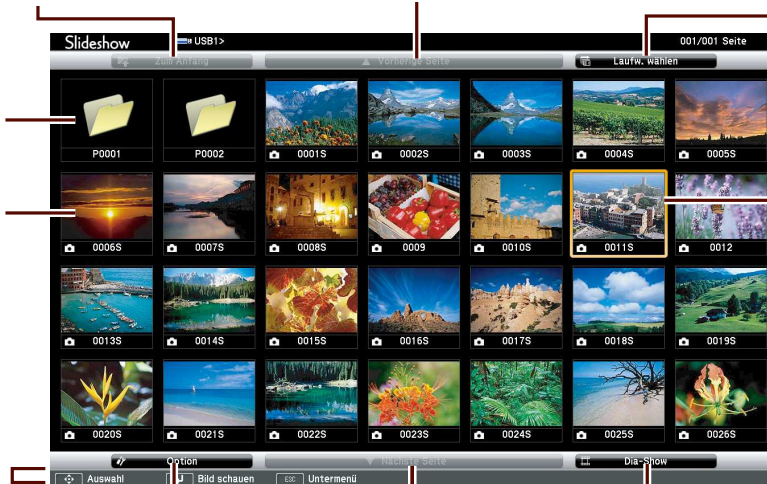 Slideshow USB1> 001/001 Seite
Zum Anfang Vorherige Seite Laufw. wählen
P0001 P0002 0001S 0002S 0003S 0004S 0005S
0006S 0007S 0008S 0009 0010S 0011S 0012
0013S 0014S 0015S 0016S 0017S 0018S 0019S
0020S 0021S 0022S 0023S 0024S 0025S 0026S
Option Nächste Seite Dia-Show
Auswahl Bild schauen ESC Untermenü